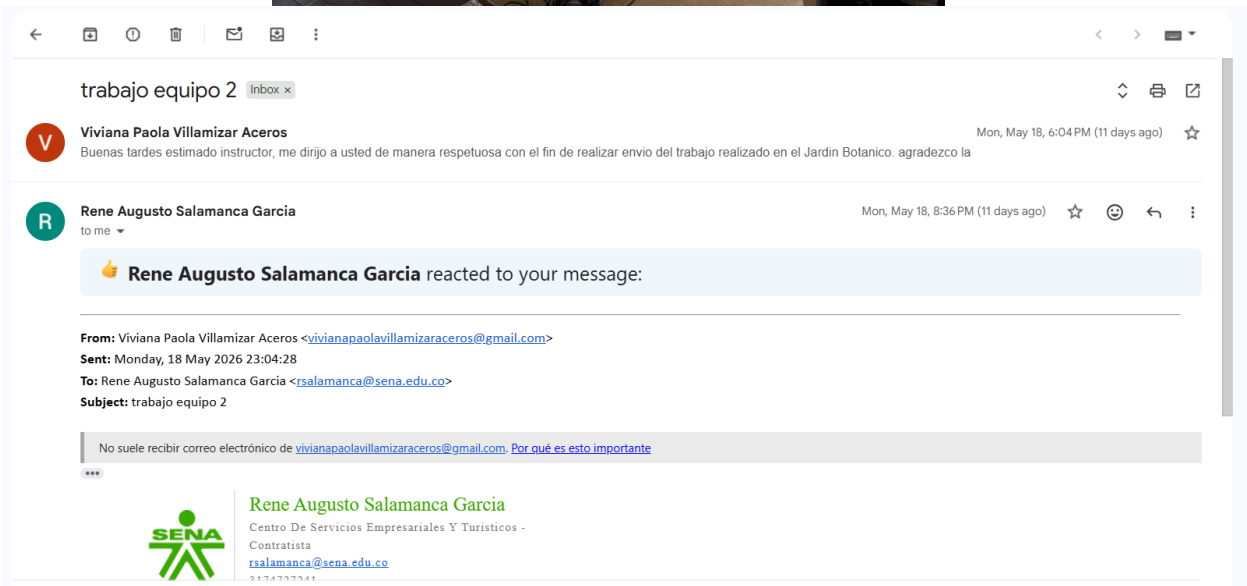 trabajo equipo 2 Inbox ×
V
Viviana Paola Villamizar Aceros
Mon, May 18, 6:04 PM (11 days ago)
Buenas tardes estimado instructor, me dirijo a usted de manera respetuosa con el fin de realizar envio del trabajo realizado en el Jardin Botanico. agradezco la
R
Rene Augusto Salamanca Garcia
Mon, May 18, 8:36 PM (11 days ago)
to me
Rene Augusto Salamanca Garcia reacted to your message:
From: Viviana Paola Villamizar Aceros <vivianapaolavillamizaraceros@gmail.com>
Sent: Monday, 18 May 2026 23:04:28
To: Rene Augusto Salamanca Garcia <rsalamanca@sena.edu.co>
Subject: trabajo equipo 2
No suele recibir correo electrónico de vivianapaolavillamizaraceros@gmail.com. Por qué es esto importante
SENA
Rene Augusto Salamanca Garcia
Centro De Servicios Empresariales Y Turisticos -
Contratista
rsalamanca@sena.edu.co
3174727241